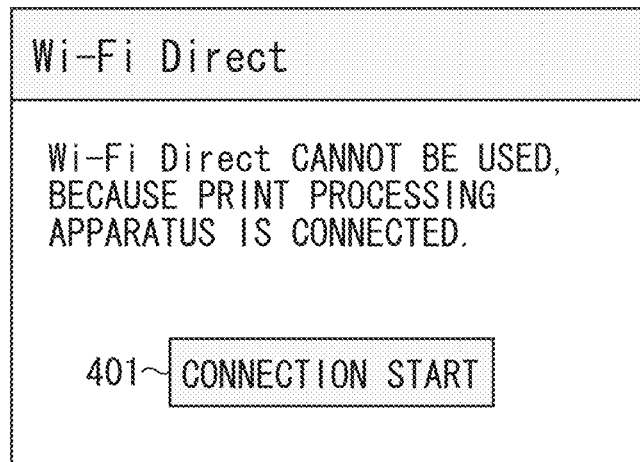 Wi-Fi Direct
Wi-Fi Direct CANNOT BE USED,
BECAUSE PRINT PROCESSING
APPARATUS IS CONNECTED.
401 CONNECTION START